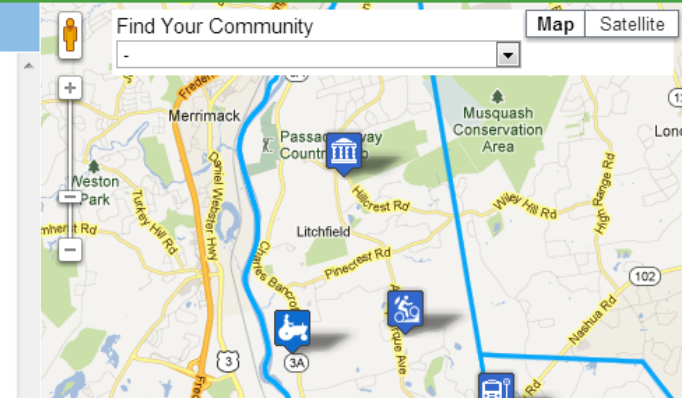 Find Your Community
-
Map
Satellite
Merrimack
Musquash
Conservation
Area
Weston
Park
Turkey Hill Rd
Daniel Webster Hwy
Hillcrest Rd
Wiley Hill Rd
High Range Rd
Litchfield
Pinecrest Rd
Charles Bancroft
102
Nashua Rd
3
3A
Rd